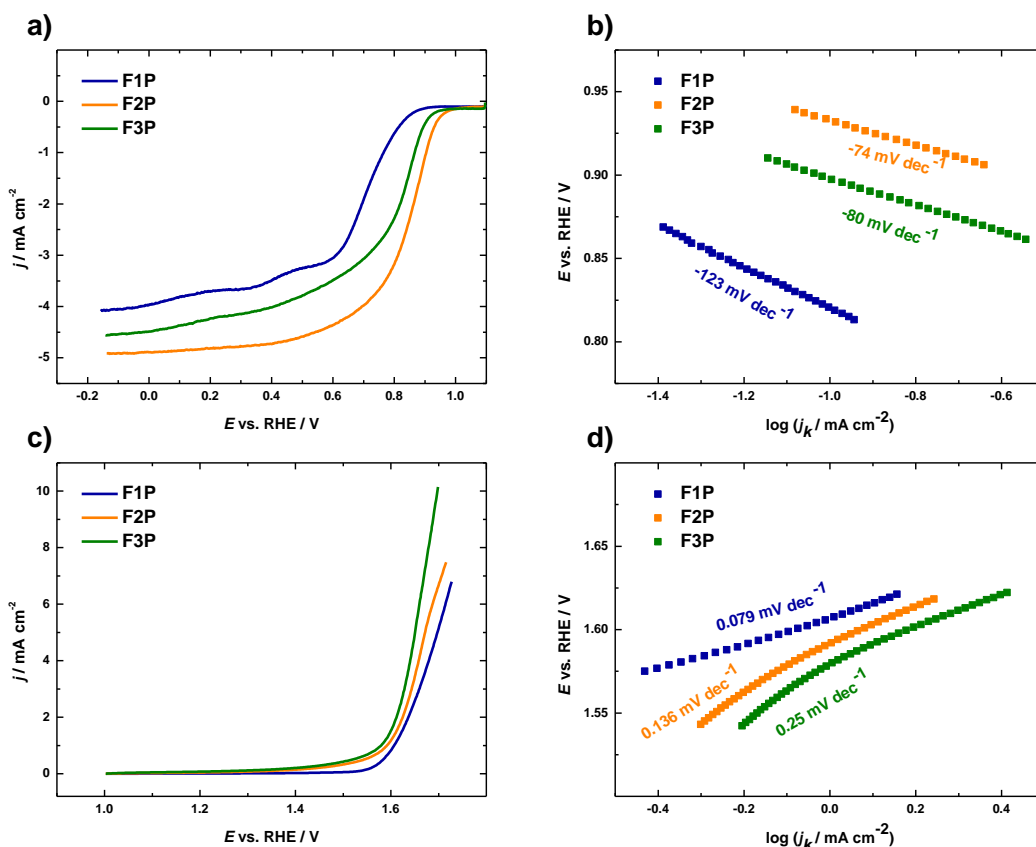 a)
F1P
F2P
F3P
0
-1
-2
-3
-4
-5
-0.2 0.0 0.2 0.4 0.6 0.8 1.0
j / mA cm⁻²
E vs. RHE / V
b)
F1P
F2P
F3P
0.95
0.90
0.85
0.80
-74 mV dec⁻¹
-80 mV dec⁻¹
-123 mV dec⁻¹
-1.4 -1.2 -1.0 -0.8 -0.6
E vs. RHE / V
log (jₖ / mA cm⁻²)
c)
F1P
F2P
F3P
10
8
6
4
2
0
1.0 1.2 1.4 1.6
j / mA cm⁻²
E vs. RHE / V
d)
F1P
F2P
F3P
1.65
1.60
1.55
0.079 mV dec⁻¹
0.136 mV dec⁻¹
0.25 mV dec⁻¹
-0.4 -0.2 0.0 0.2 0.4
E vs. RHE / V
log (jₖ / mA cm⁻²)